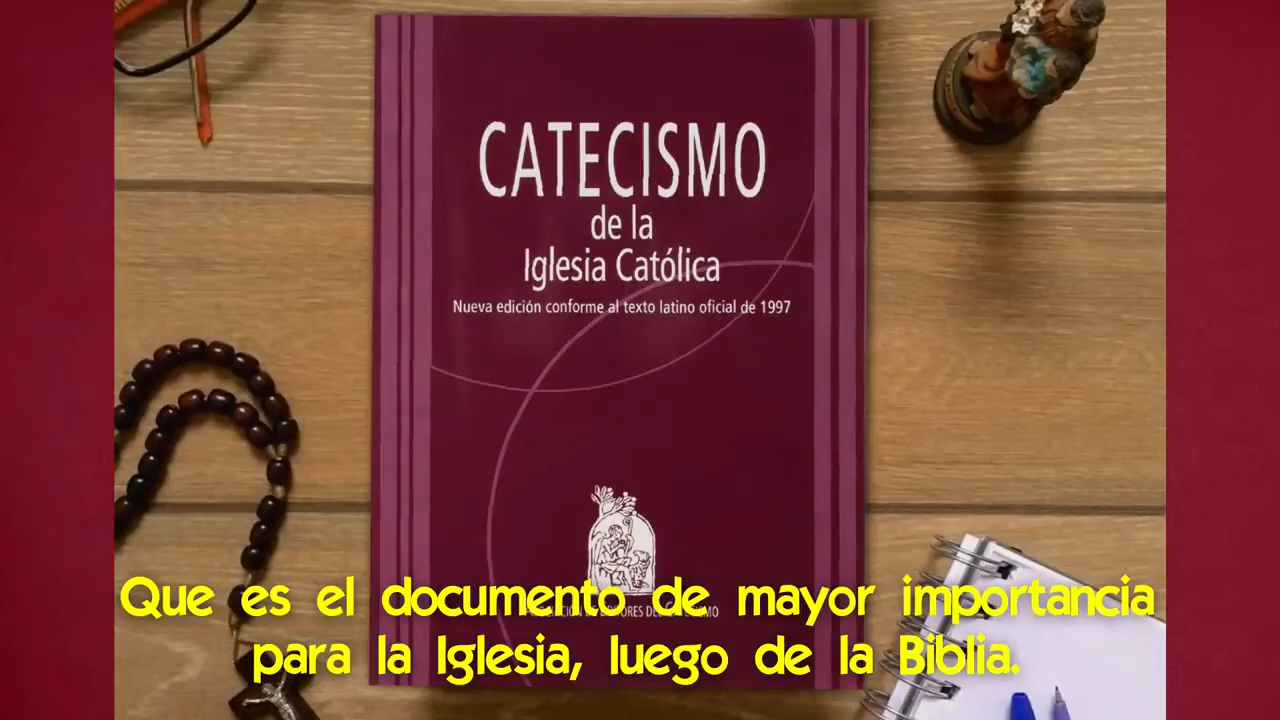 CATECISMO
de la
Iglesia Católica
Nueva edición conforme al texto latino oficial de 1997
Que es el documento de mayor importancia
para la Iglesia, luego de la Biblia.